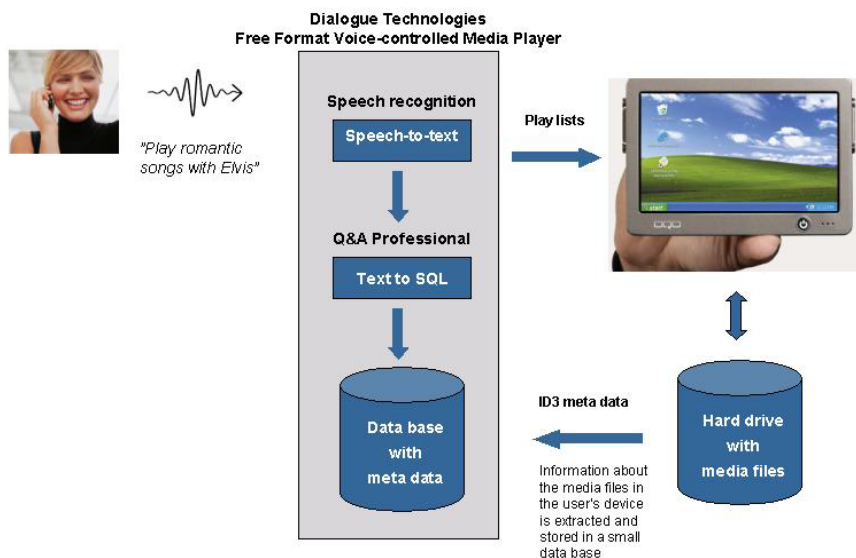 Dialogue Technologies
Free Format Voice-controlled Media Player
"Play romantic
songs with Elvis"
Speech recognition
Speech-to-text
Q&A Professional
Text to SQL
Data base
with
meta data
Play lists
start
ID3 meta data
Information about
the media files in
the user's device
is extracted and
stored in a small
data base
Hard drive
with
media files